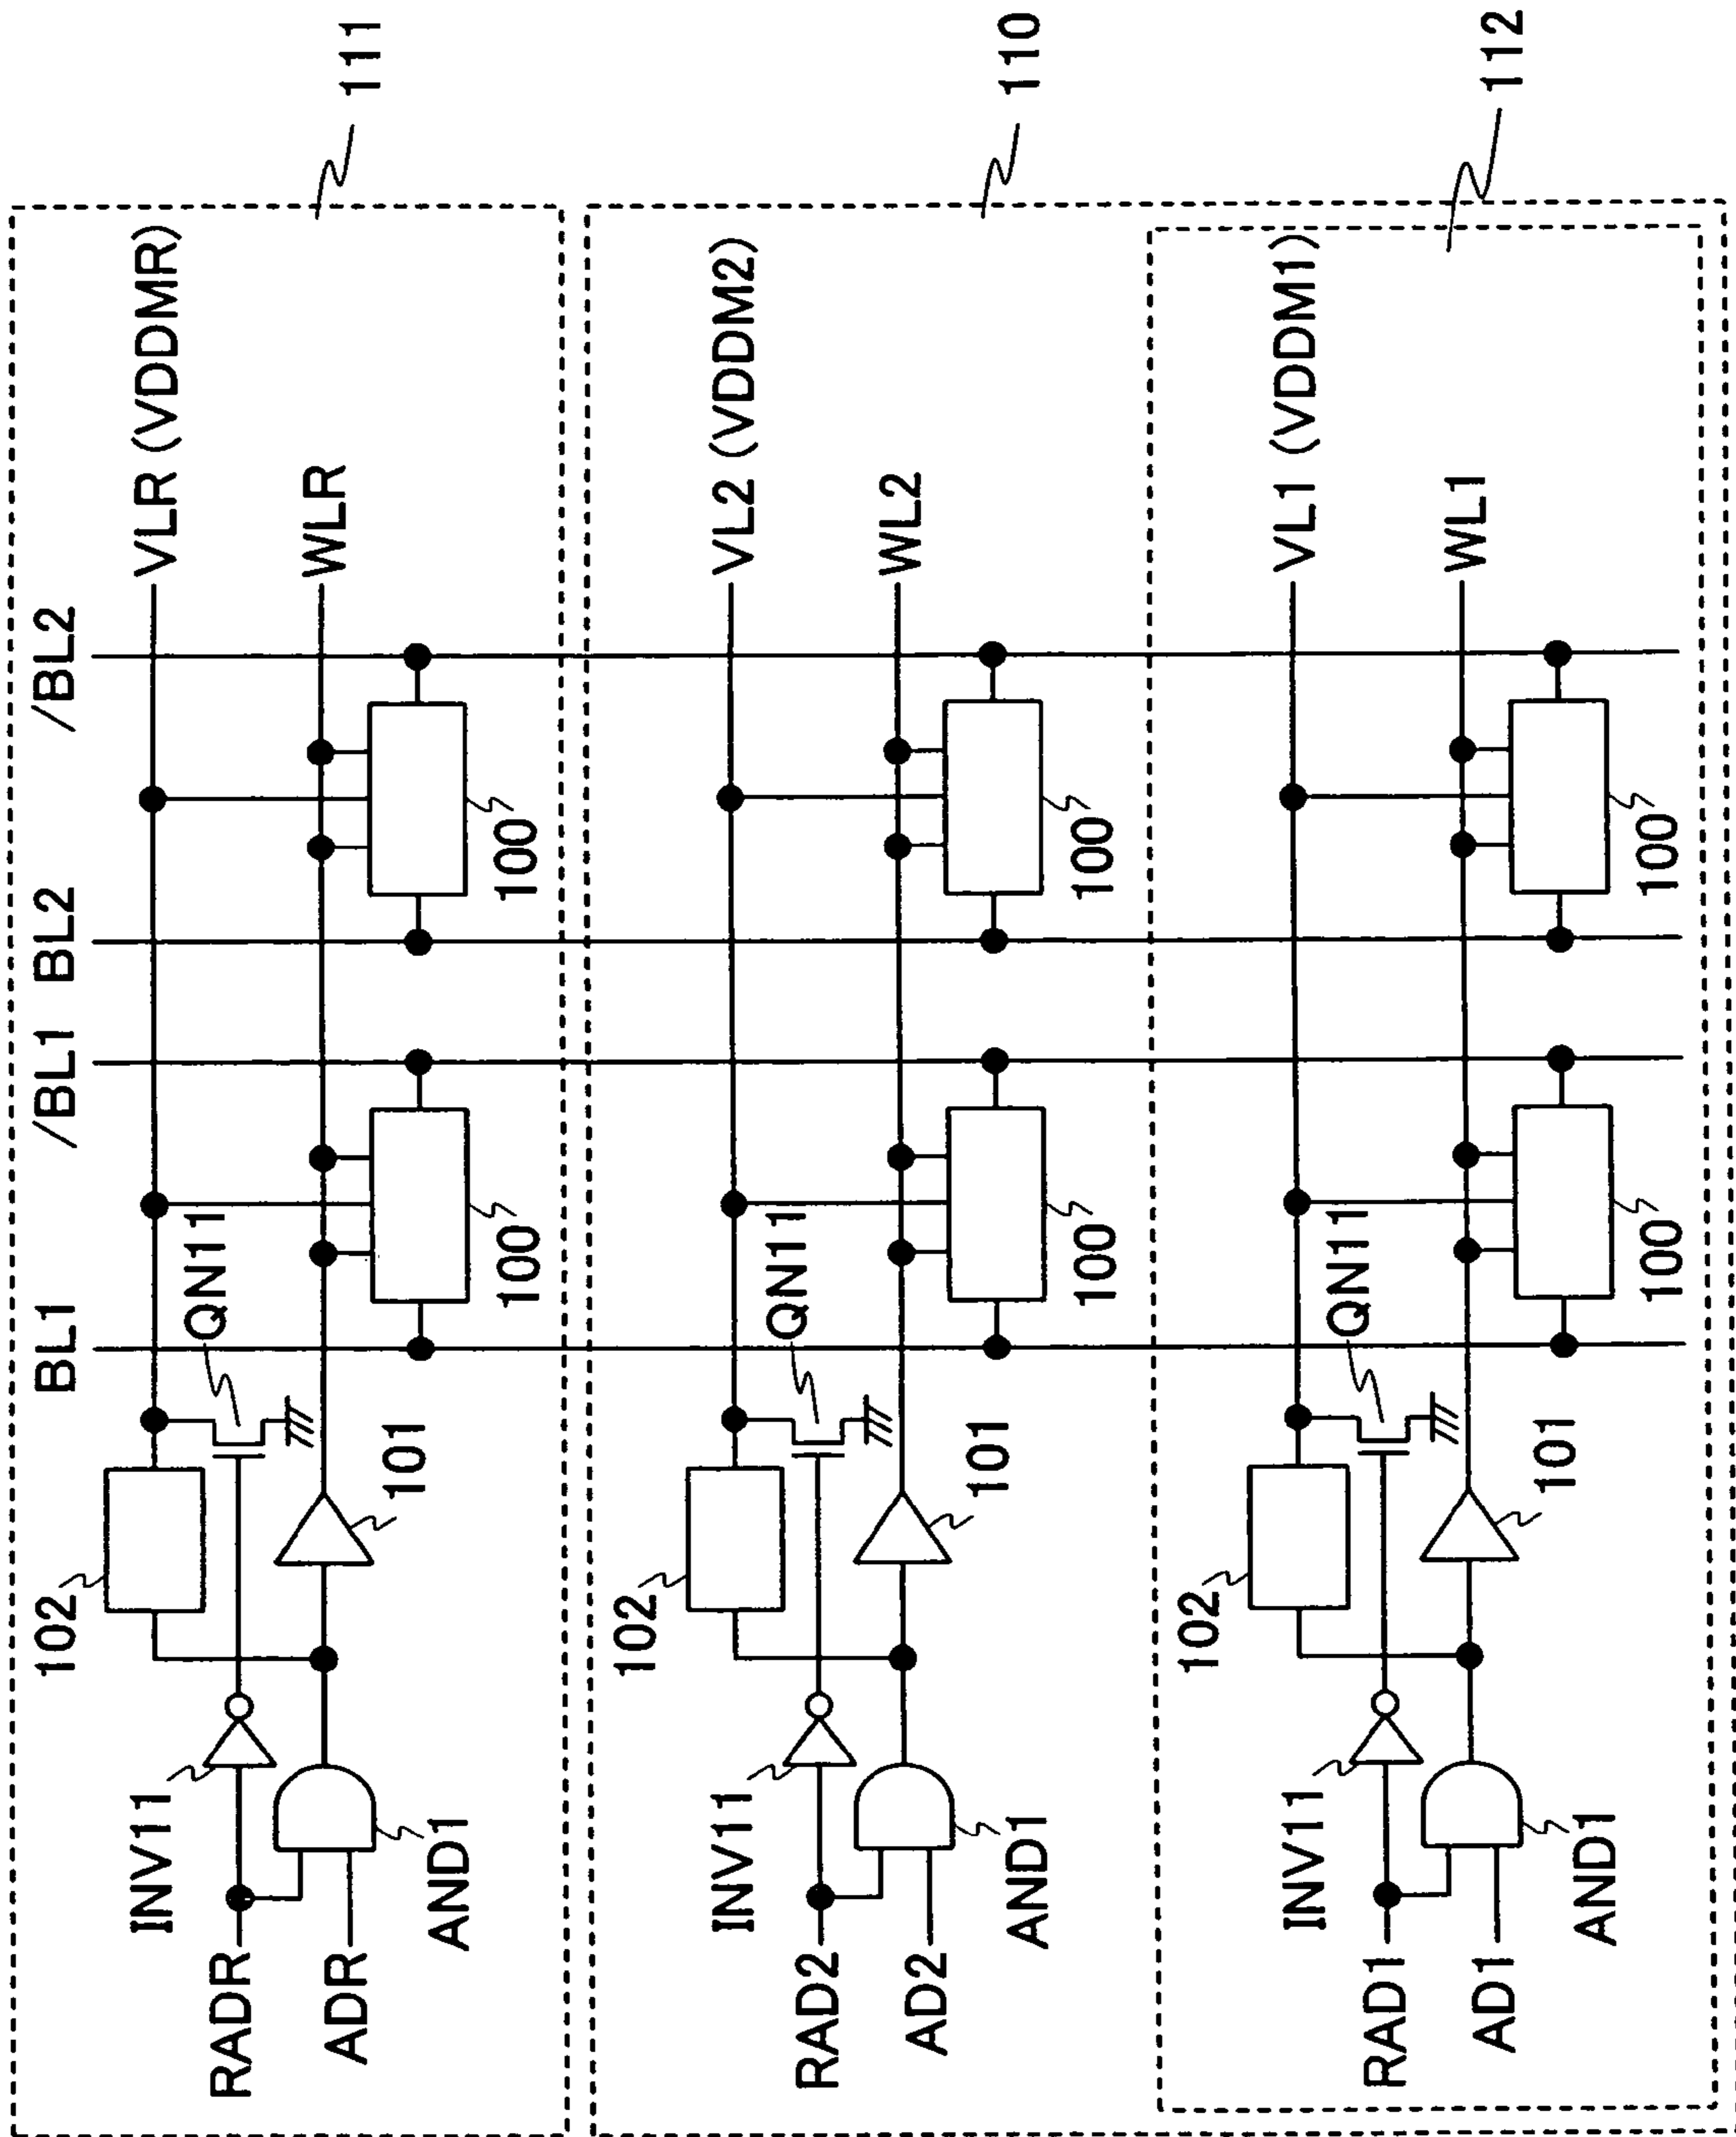 BL1 /BL1 BL2 /BL2
102
VLR (VDDMR)
QN11
INV11
RADR
WLR
ADR
101
100
100
AND1
111
102
VL2 (VDDM2)
QN11
INV11
RAD2
WL2
AD2
101
100
100
AND1
110
102
VL1 (VDDM1)
QN11
INV11
RAD1
WL1
AD1
101
100
100
AND1
112